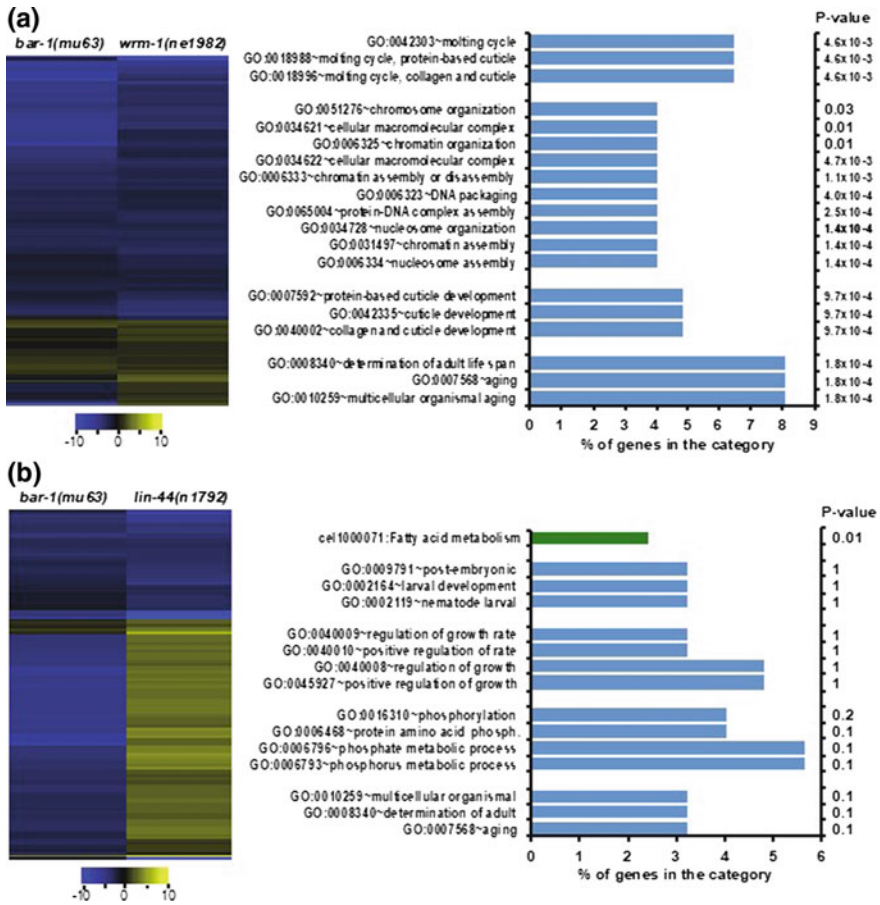 (a)
bar-1(mu63) wrm-1(ne1982)
P-value
GO:0042303~molting cycle 4.6x10-3
GO:0018988~molting cycle, protein-based cuticle 4.6x10-3
GO:0018996~molting cycle, collagen and cuticle 4.6x10-3
GO:0051276~chromosome organization 0.03
GO:0034621~cellular macromolecular complex 0.01
GO:0006325~chromatin organization 0.01
GO:0034622~cellular macromolecular complex 4.7x10-3
GO:0006333~chromatin assembly or disassembly 1.1x10-3
GO:0006323~DNA packaging 4.0x10-4
GO:0065004~protein-DNA complex assembly 2.5x10-4
GO:0034728~nucleosome organization 1.4x10-4
GO:0031497~chromatin assembly 1.4x10-4
GO:0006334~nucleosome assembly 1.4x10-4
GO:0007592~protein-based cuticle development 9.7x10-4
GO:0042335~cuticle development 9.7x10-4
GO:0040002~collagen and cuticle development 9.7x10-4
GO:0008340~determination of adult life span 1.8x10-4
GO:0007568~aging 1.8x10-4
GO:0010259~multicellular organismal aging 1.8x10-4
-10 0 10
0 1 2 3 4 5 6 7 8 9
% of genes in the category
(b)
bar-1(mu63) lin-44(n1792)
P-value
cel1000071:Fatty acid metabolism 0.01
GO:0009791~post-embryonic 1
GO:0002164~larval development 1
GO:0002119~nematode larval 1
GO:0040009~regulation of growth rate 1
GO:0040010~positive regulation of rate 1
GO:0040008~regulation of growth 1
GO:0045927~positive regulation of growth 1
GO:0016310~phosphorylation 0.2
GO:0006468~protein amino acid phosph. 0.1
GO:0006796~phosphate metabolic process 0.1
GO:0006793~phosphorus metabolic process 0.1
GO:0010259~multicellular organismal 0.1
GO:0008340~determination of adult 0.1
GO:0007568~aging 0.1
-10 0 10
0 1 2 3 4 5 6
% of genes in the category